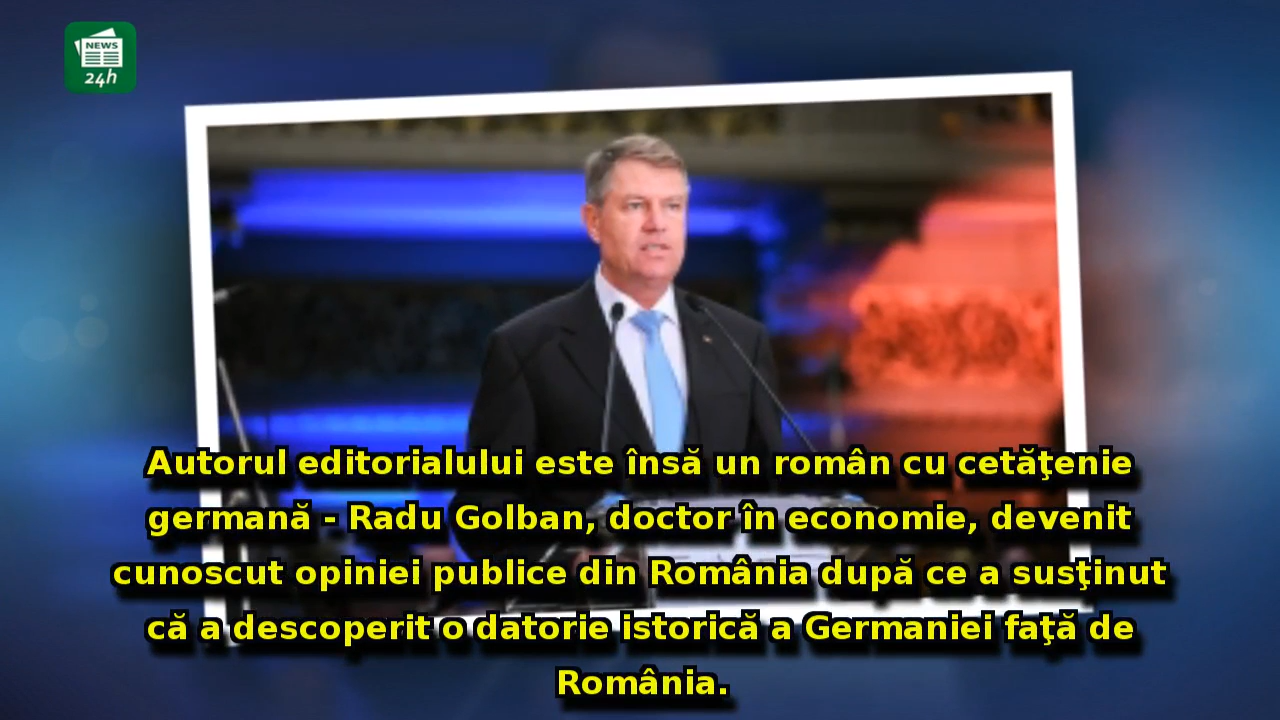 NEWS
24h
Autorul editorialului este însă un român cu cetăţenie
germană - Radu Golban, doctor în economie, devenit
cunoscut opiniei publice din România după ce a susţinut
că a descoperit o datorie istorică a Germaniei faţă de
România.